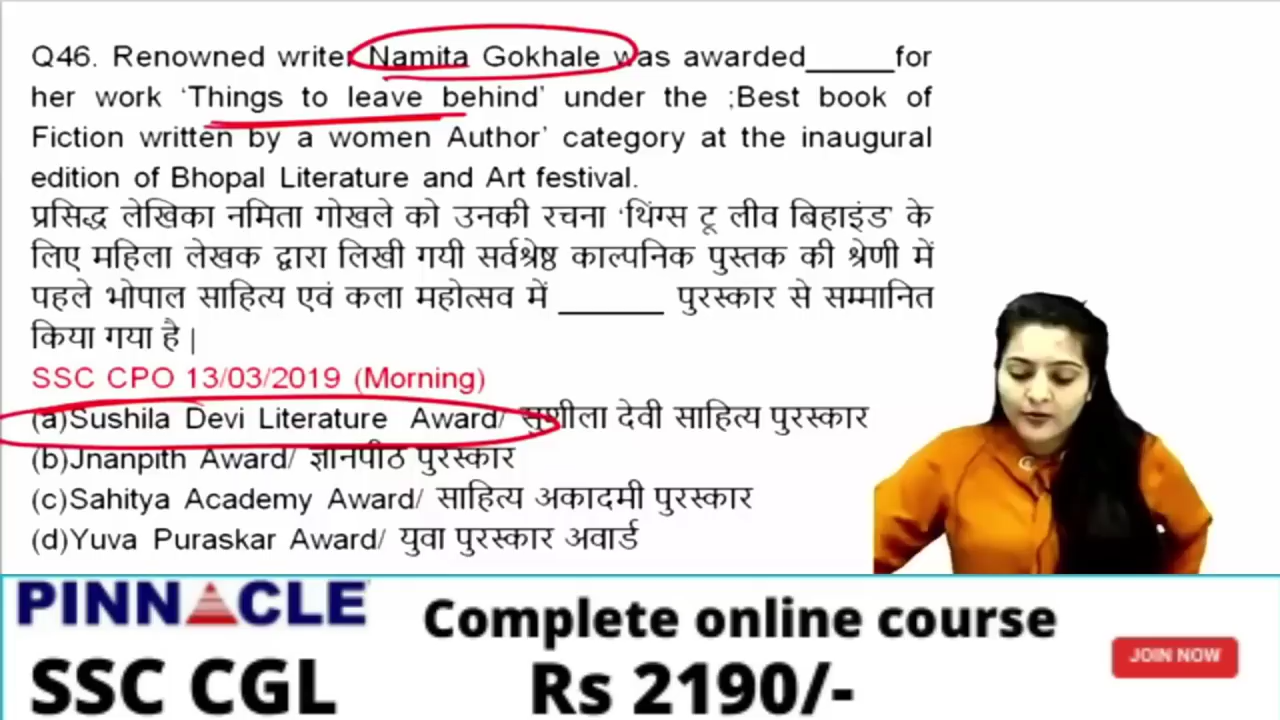 Q46. Renowned writer Namita Gokhale was awarded_____for
her work ‘Things to leave behind’ under the ;Best book of
Fiction written by a women Author’ category at the inaugural
edition of Bhopal Literature and Art festival.
प्रसिद्ध लेखिका नमिता गोखले को उनकी रचना ‘थिंग्स टू लीव बिहाइंड’ के
लिए महिला लेखक द्वारा लिखी गयी सर्वश्रेष्ठ काल्पनिक पुस्तक की श्रेणी में
पहले भोपाल साहित्य एवं कला महोत्सव में ______ पुरस्कार से सम्मानित
किया गया है |
SSC CPO 13/03/2019 (Morning)
(a)Sushila Devi Literature Award/ सुशीला देवी साहित्य पुरस्कार
(b)Jnanpith Award/ ज्ञानपीठ पुरस्कार
(c)Sahitya Academy Award/ साहित्य अकादमी पुरस्कार
(d)Yuva Puraskar Award/ युवा पुरस्कार अवार्ड
PINNACLE
SSC CGL
Complete online course
Rs 2190/-
JOIN NOW